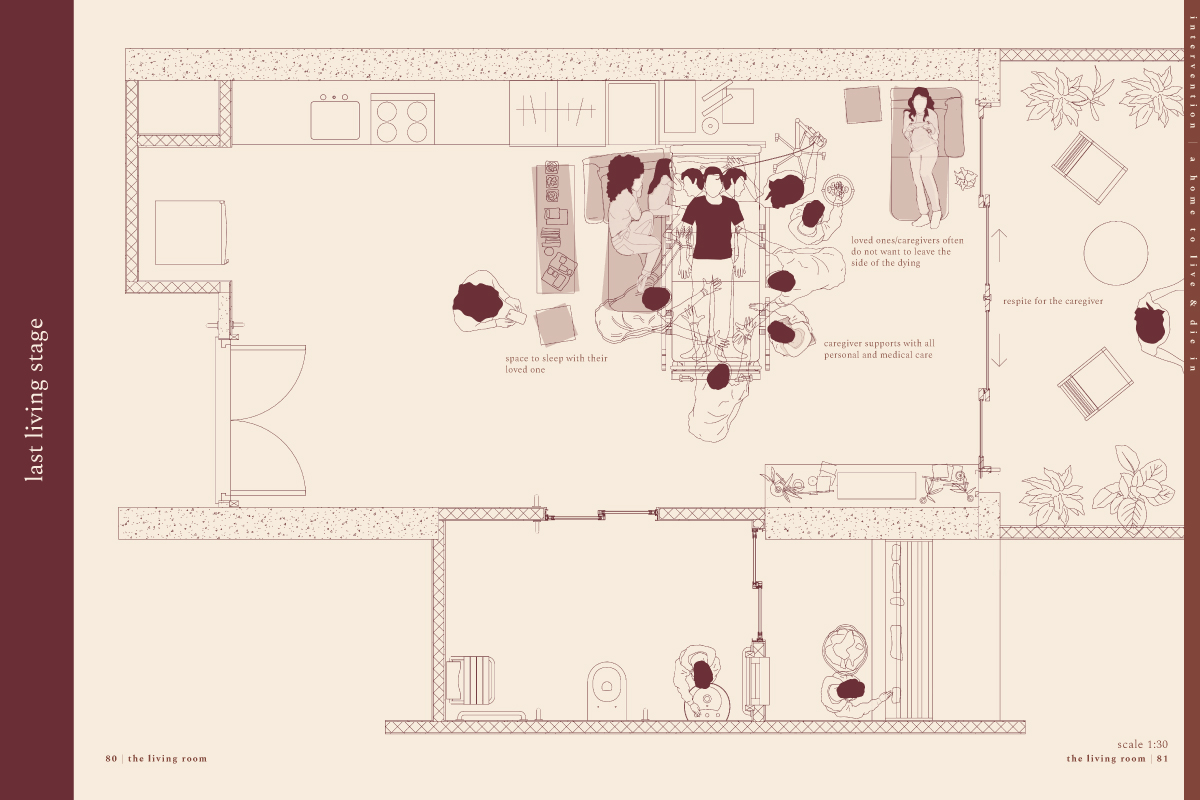 last living stage
loved ones/caregivers often
do not want to leave the
side of the dying
respite for the caregiver
caregiver supports with all
personal and medical care
space to sleep with their
loved one
scale 1:30
80 | the living room
the living room | 81
intervention | a home to live & die in